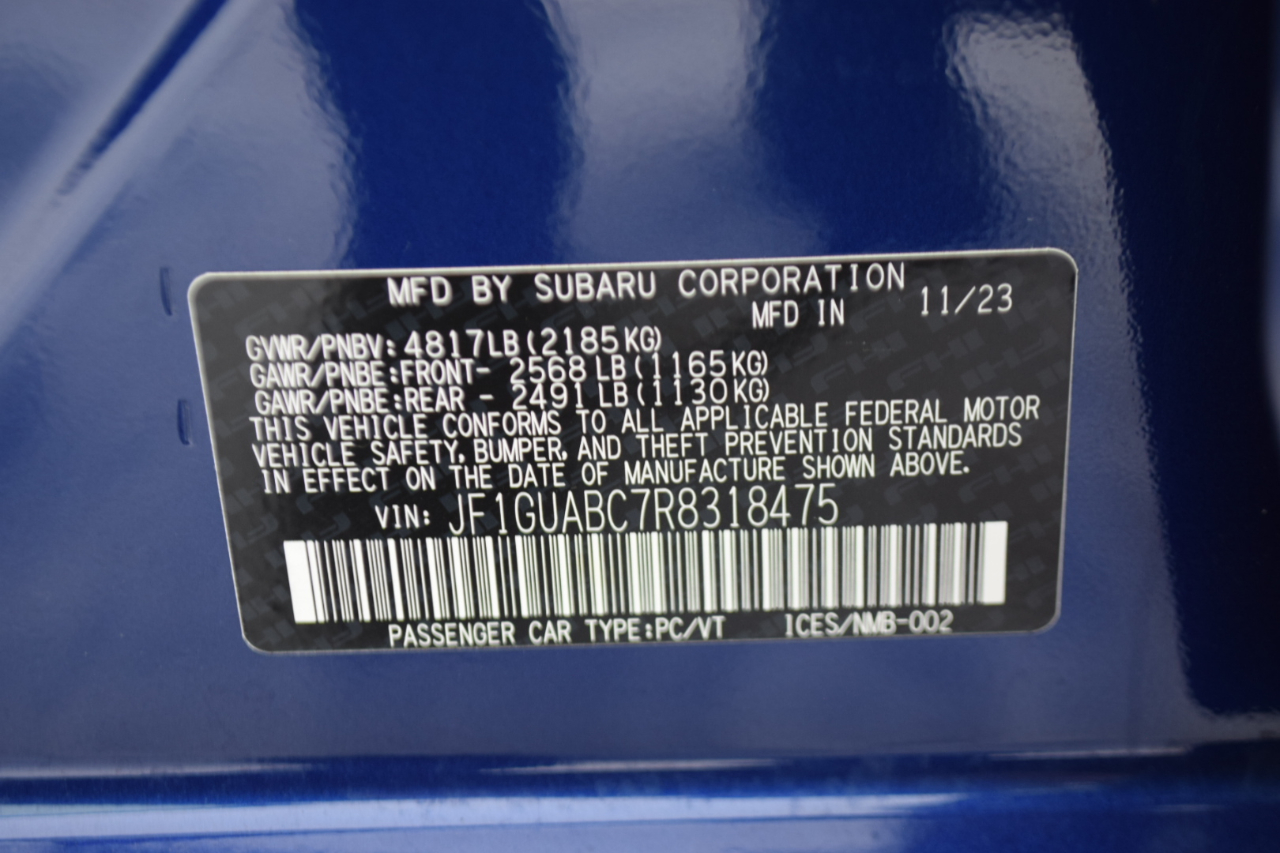 MFD BY SUBARU CORPORATION
MFD IN 11/23
GVWR/PNBV: 4817LB (2185KG)
GAWR/PNBE:FRONT- 2568 LB (1165KG)
GAWR/PNBE:REAR - 2491 LB (1130KG)
THIS VEHICLE CONFORMS TO ALL APPLICABLE FEDERAL MOTOR
VEHICLE SAFETY, BUMPER, AND THEFT PREVENTION STANDARDS
IN EFFECT ON THE DATE OF MANUFACTURE SHOWN ABOVE.
VIN: JF1GUABC7R8318475
PASSENGER CAR TYPE:PC/VT ICES/NMB-002